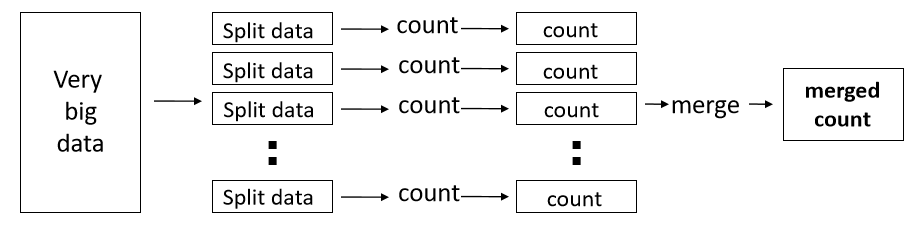 Very
big
data
Split data
count
count
Split data
count
count
Split data
count
count
merge
merged
count
Split data
count
count